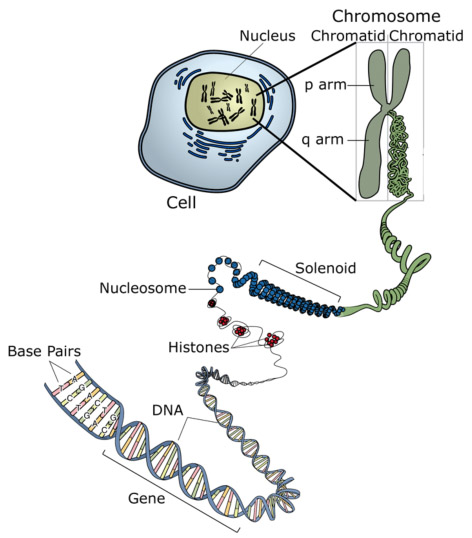 Chromosome
Nucleus
Chromatid Chromatid
p arm
q arm
Cell
Solenoid
Nucleosome
Histones
Base Pairs
DNA
Gene